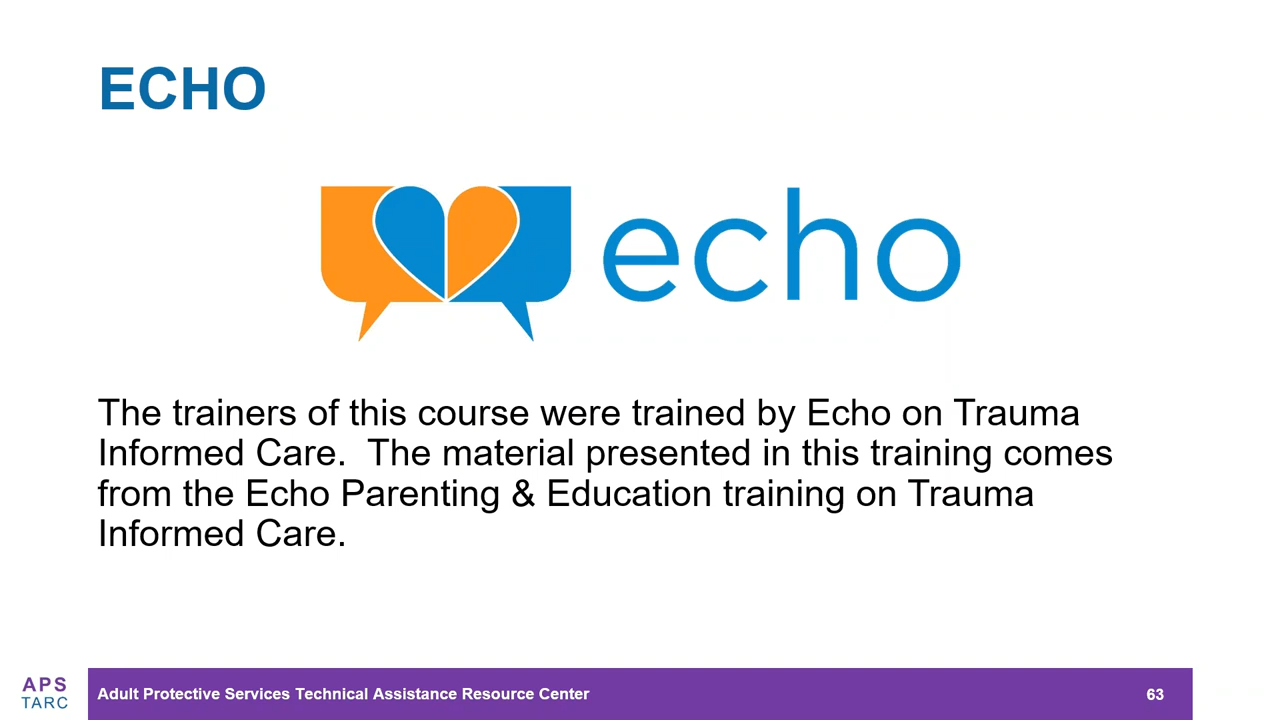 ECHO
echo
The trainers of this course were trained by Echo on Trauma
Informed Care.  The material presented in this training comes
from the Echo Parenting & Education training on Trauma
Informed Care.
APS
TARC
Adult Protective Services Technical Assistance Resource Center
63